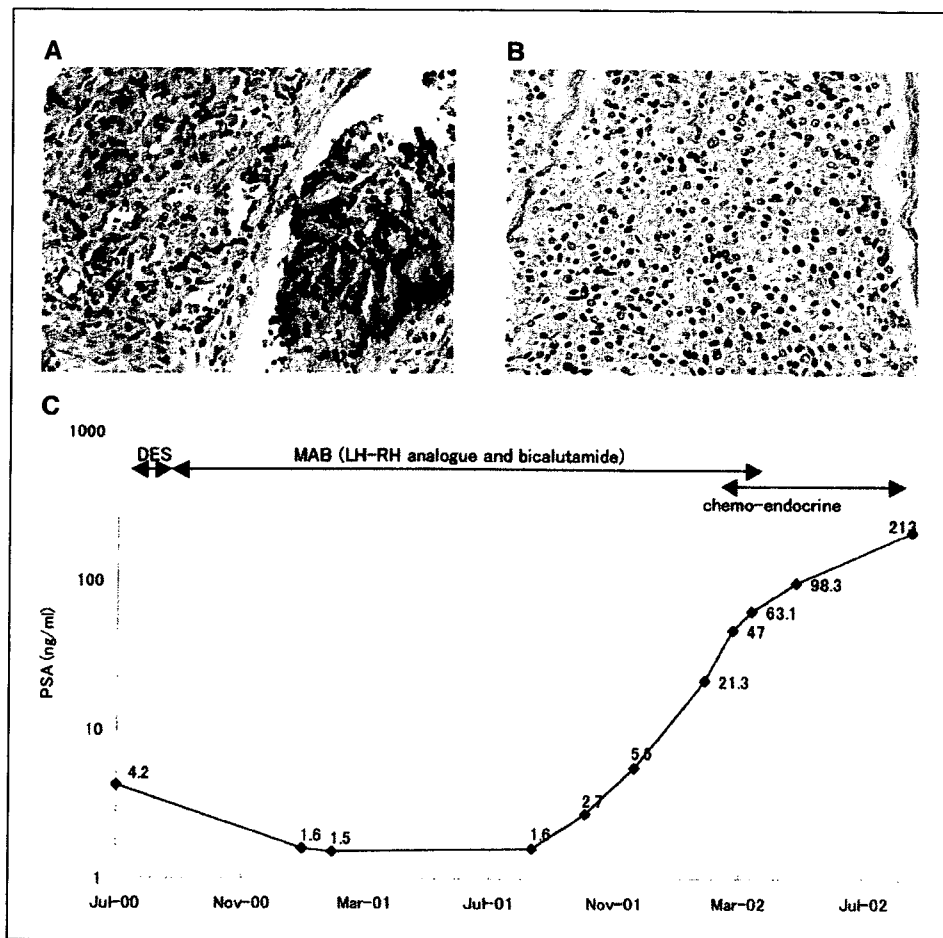 A
B
C
1000
DES
MAB (LH-RH analogue and bicalutamide)
chemo-endocrine
100
98.3
63.1
47
21.3
PSA (ng/ml)
10
5.6
4.2
2.7
1.6
1.5
1.6
1
Jul-00
Nov-00
Mar-01
Jul-01
Nov-01
Mar-02
Jul-02